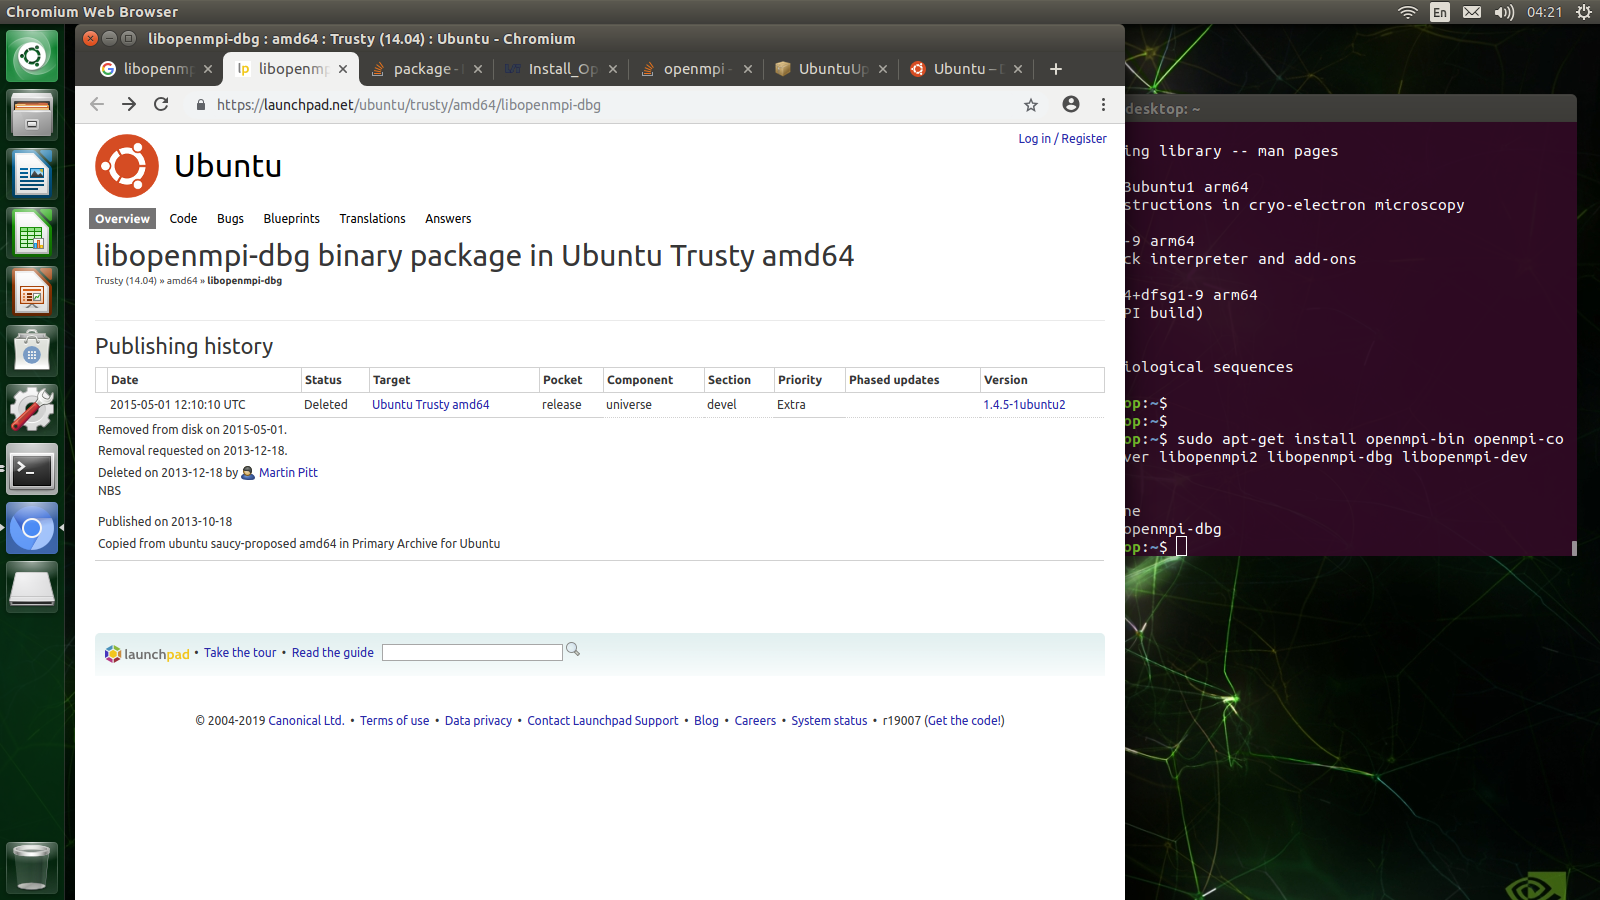 Chromium Web Browser
En
04:21
libopenmpi-dbg : amd64 : Trusty (14.04) : Ubuntu - Chromium
libopenmp
lp libopenmp
package -
Install_Op
openmpi -
UbuntuUp
Ubuntu –
https://launchpad.net/ubuntu/trusty/amd64/libopenmpi-dbg
Log in / Register
Ubuntu
Overview Code Bugs Blueprints Translations Answers
libopenmpi-dbg binary package in Ubuntu Trusty amd64
Trusty (14.04) » amd64 » libopenmpi-dbg
Publishing history
Date Status Target Pocket Component Section Priority Phased updates Version
2015-05-01 12:10:10 UTC Deleted Ubuntu Trusty amd64 release universe devel Extra 1.4.5-1ubuntu2
Removed from disk on 2015-05-01.
Removal requested on 2013-12-18.
Deleted on 2013-12-18 by Martin Pitt
NBS
Published on 2013-10-18
Copied from ubuntu saucy-proposed amd64 in Primary Archive for Ubuntu
launchpad • Take the tour • Read the guide
© 2004-2019 Canonical Ltd. • Terms of use • Data privacy • Contact Launchpad Support • Blog • Careers • System status • r19007 (Get the code!)
desktop: ~
ing library -- man pages
3ubuntu1 arm64
structions in cryo-electron microscopy
-9 arm64
ck interpreter and add-ons
4+dfsg1-9 arm64
PI build)
iological sequences
op:~$
op:~$
op:~$ sudo apt-get install openmpi-bin openmpi-co
ver libopenmpi2 libopenmpi-dbg libopenmpi-dev
ne
openmpi-dbg
op:~$